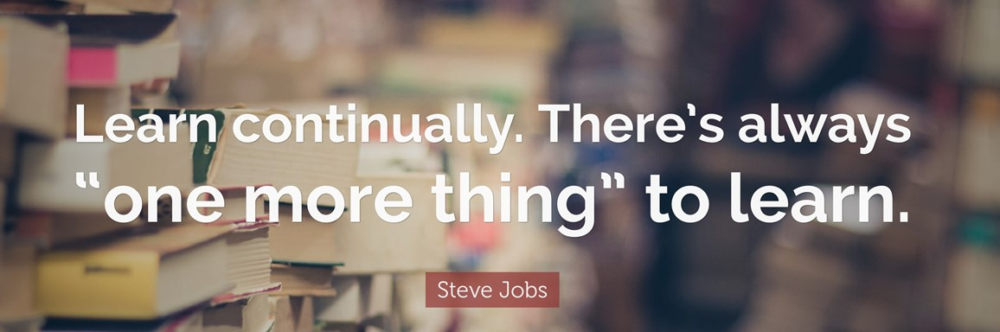 Learn continually. There’s always
“one more thing” to learn.
Steve Jobs